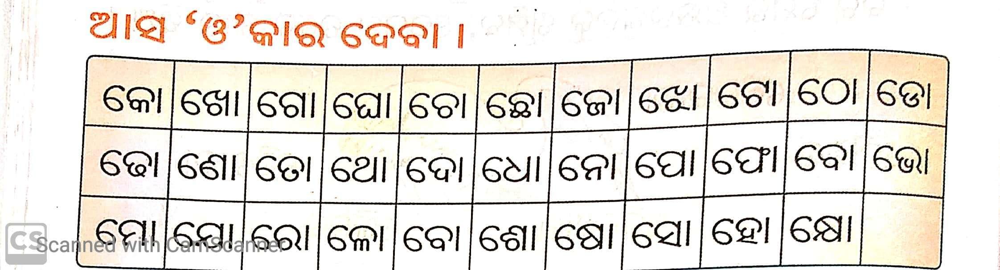 ଆସ ‘ଓ’କାର ଦେବା ।
କୋ ଖୋ ଗୋ ଘୋ ଚୋ ଛୋ ଜୋ ଝୋ ଟୋ ଠୋ ଡୋ
ଢୋ ଣୋ ତୋ ଥୋ ଦୋ ଧୋ ନୋ ପୋ ଫୋ ବୋ ଭୋ
ମୋ ଯୋ ରୋ ଳୋ ବୋ ଶୋ ଷୋ ସୋ ହୋ କ୍ଷୋ
CS Scanned with CamScanner